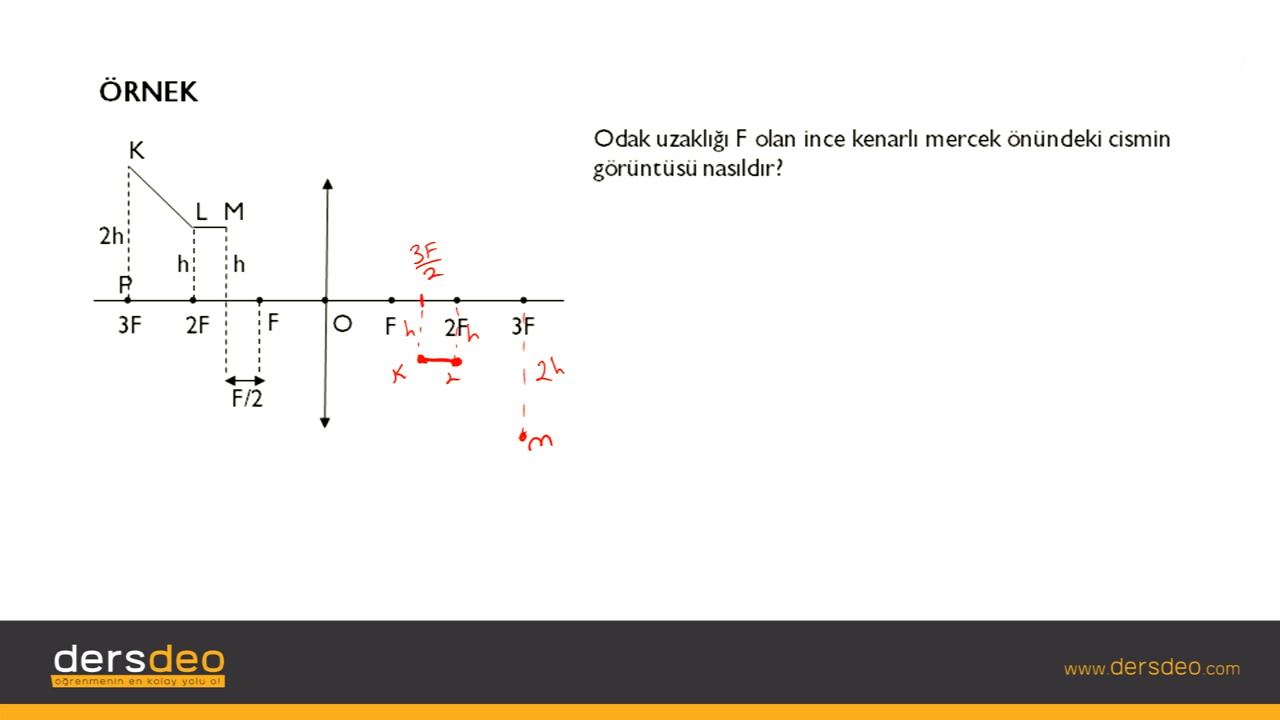 ÖRNEK
Odak uzaklığı F olan ince kenarlı mercek önündeki cismin
görüntüsü nasıldır?
K
L M
2h
h
h
P
3F
2F
F
O
F
2F
3F
F/2
3F
2
h
h
K
L
2h
m
dersdeo
öğrenmenin en kolay yolu o!
www.dersdeo.com